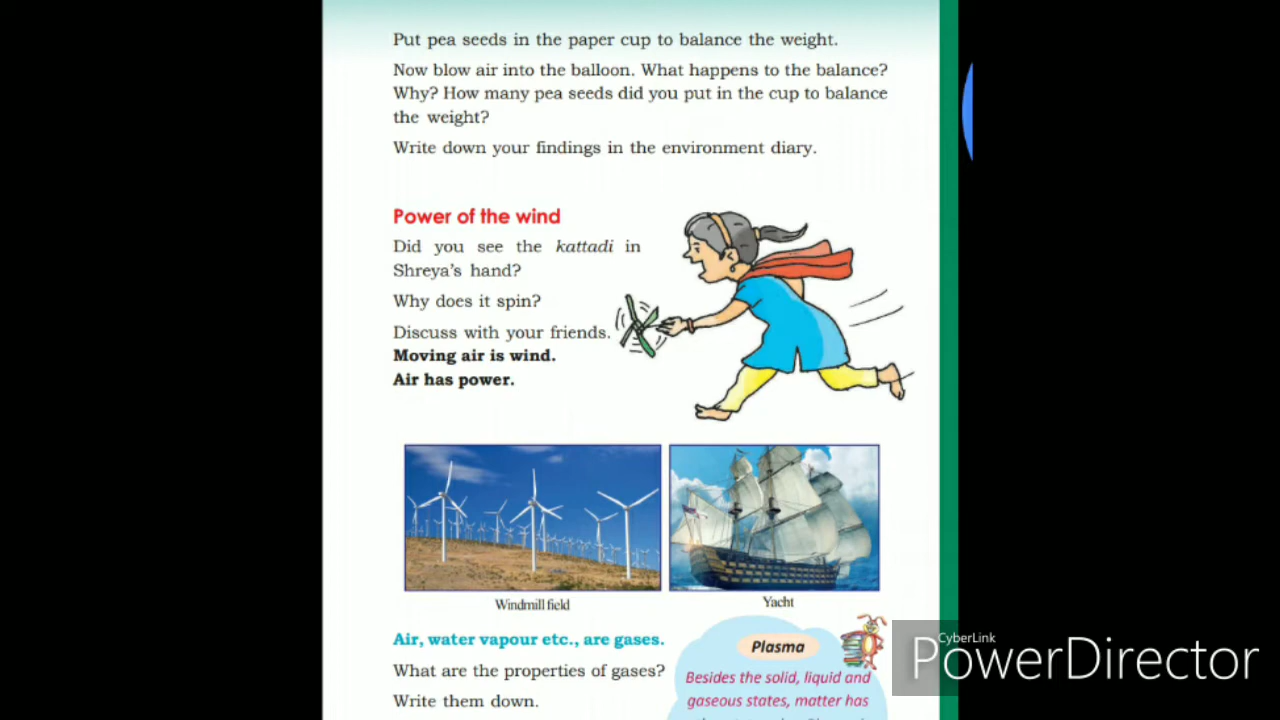 Put pea seeds in the paper cup to balance the weight.
Now blow air into the balloon. What happens to the balance?
Why? How many pea seeds did you put in the cup to balance
the weight?
Write down your findings in the environment diary.
Power of the wind
Did you see the kattadi in
Shreya's hand?
Why does it spin?
Discuss with your friends.
Moving air is wind.
Air has power.
Windmill field
Yacht
Air, water vapour etc., are gases.
What are the properties of gases?
Write them down.
Plasma
Besides the solid, liquid and
gaseous states, matter has
CyberLink
PowerDirector